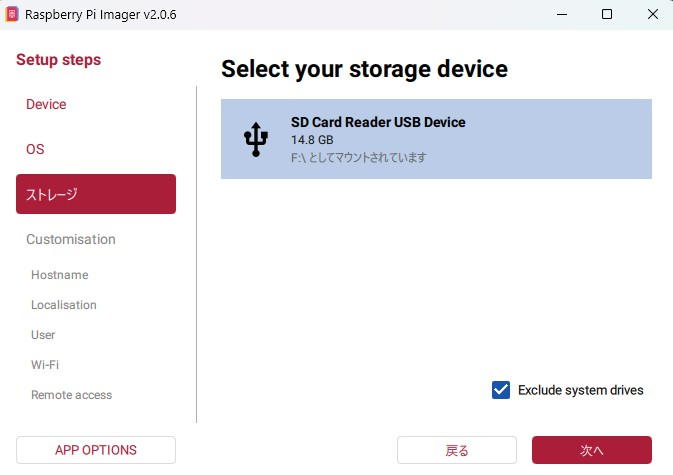 Raspberry Pi Imager v2.0.6
Setup steps
Device
OS
ストレージ
Customisation
Hostname
Localisation
User
Wi-Fi
Remote access
APP OPTIONS
Select your storage device
SD Card Reader USB Device
14.8 GB
F:\ としてマウントされています
Exclude system drives
戻る
次へ